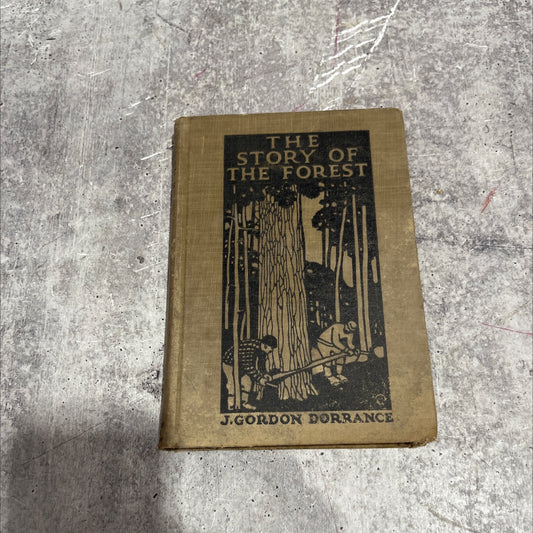 THE
STORY OF
THE FOREST
J. GORDON DORRANCE